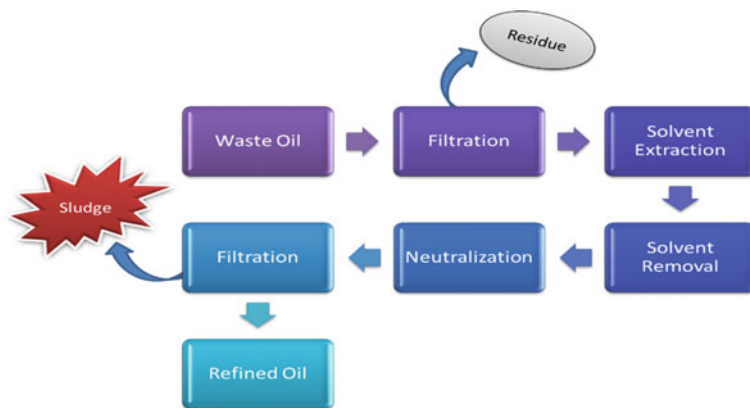 Residue
Waste Oil
Filtration
Solvent
Extraction
Sludge
Filtration
Neutralization
Solvent
Removal
Refined Oil